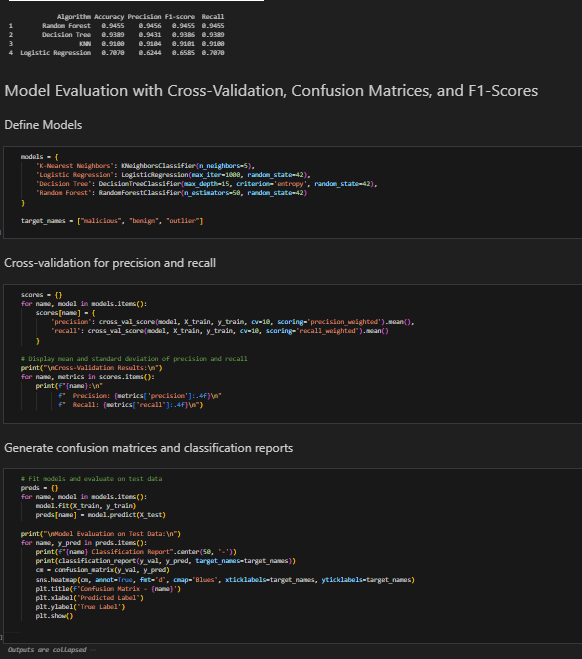 Algorithm Accuracy Precision F1-score Recall
1 Random Forest 0.9455 0.9456 0.9455 0.9455
2 Decision Tree 0.9389 0.9431 0.9386 0.9389
3 KNN 0.9100 0.9104 0.9101 0.9100
4 Logistic Regression 0.7070 0.6244 0.6585 0.7070
Model Evaluation with Cross-Validation, Confusion Matrices, and F1-Scores
Define Models
models = {
    'K-Nearest Neighbors': KNeighborsClassifier(n_neighbors=5),
    'Logistic Regression': LogisticRegression(max_iter=1000, random_state=42),
    'Decision Tree': DecisionTreeClassifier(max_depth=15, criterion='entropy', random_state=42),
    'Random Forest': RandomForestClassifier(n_estimators=50, random_state=42)
}
target_names = ["malicious", "benign", "outlier"]
Cross-validation for precision and recall
scores = {}
for name, model in models.items():
    scores[name] = {
        'precision': cross_val_score(model, X_train, y_train, cv=10, scoring='precision_weighted').mean(),
        'recall': cross_val_score(model, X_train, y_train, cv=10, scoring='recall_weighted').mean()
    }
# Display mean and standard deviation of precision and recall
print("\nCross-Validation Results:\n")
for name, metrics in scores.items():
    print(f"{name}:\n"
          f"  Precision: {metrics['precision']:.4f}\n"
          f"  Recall: {metrics['recall']:.4f}\n")
Generate confusion matrices and classification reports
# Fit models and evaluate on test data
preds = {}
for name, model in models.items():
    model.fit(X_train, y_train)
    preds[name] = model.predict(X_test)
print("\nModel Evaluation on Test Data:\n")
for name, y_pred in preds.items():
    print(f"{name} Classification Report".center(50, '-'))
    print(classification_report(y_val, y_pred, target_names=target_names))
    cm = confusion_matrix(y_val, y_pred)
    sns.heatmap(cm, annot=True, fmt='d', cmap='Blues', xticklabels=target_names, yticklabels=target_names)
    plt.title(f'Confusion Matrix - {name}')
    plt.xlabel('Predicted Label')
    plt.ylabel('True Label')
    plt.show()
Outputs are collapsed